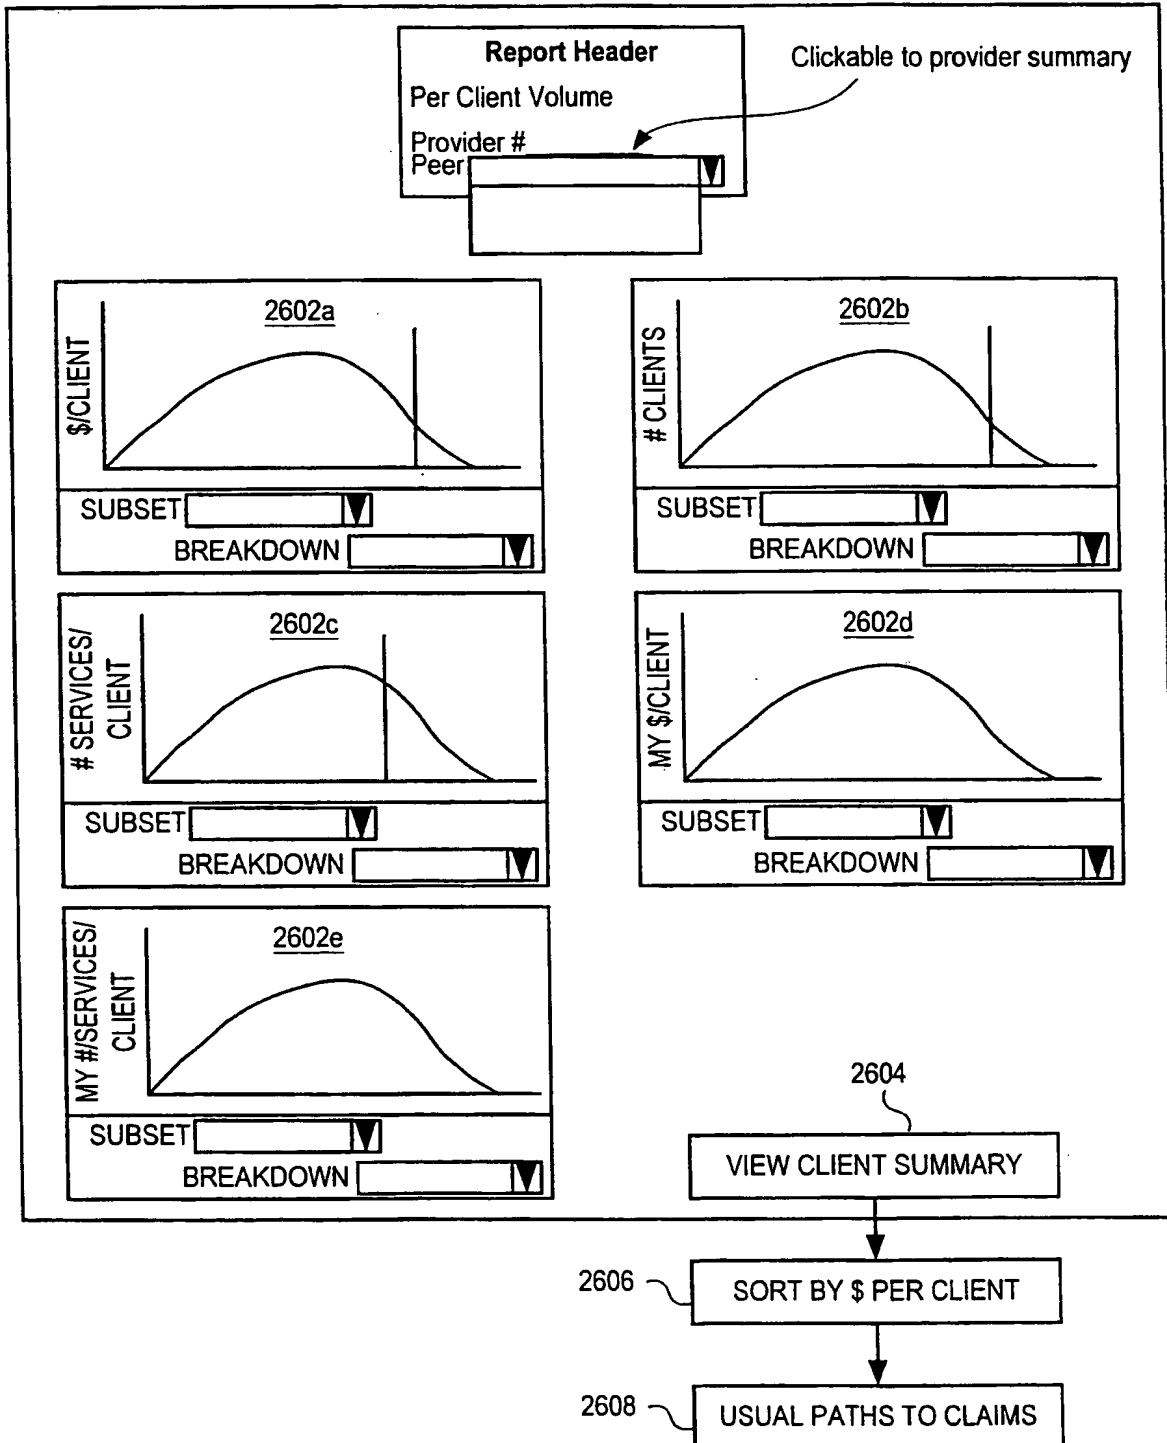 Report Header
Clickable to provider summary
Per Client Volume
Provider #
Peer
2602a
$/CLIENT
SUBSET
BREAKDOWN
2602b
# CLIENTS
SUBSET
BREAKDOWN
2602c
# SERVICES/
CLIENT
SUBSET
BREAKDOWN
2602d
MY $/CLIENT
SUBSET
BREAKDOWN
2602e
MY #/SERVICES/
CLIENT
SUBSET
BREAKDOWN
2604
VIEW CLIENT SUMMARY
2606
SORT BY $ PER CLIENT
2608
USUAL PATHS TO CLAIMS